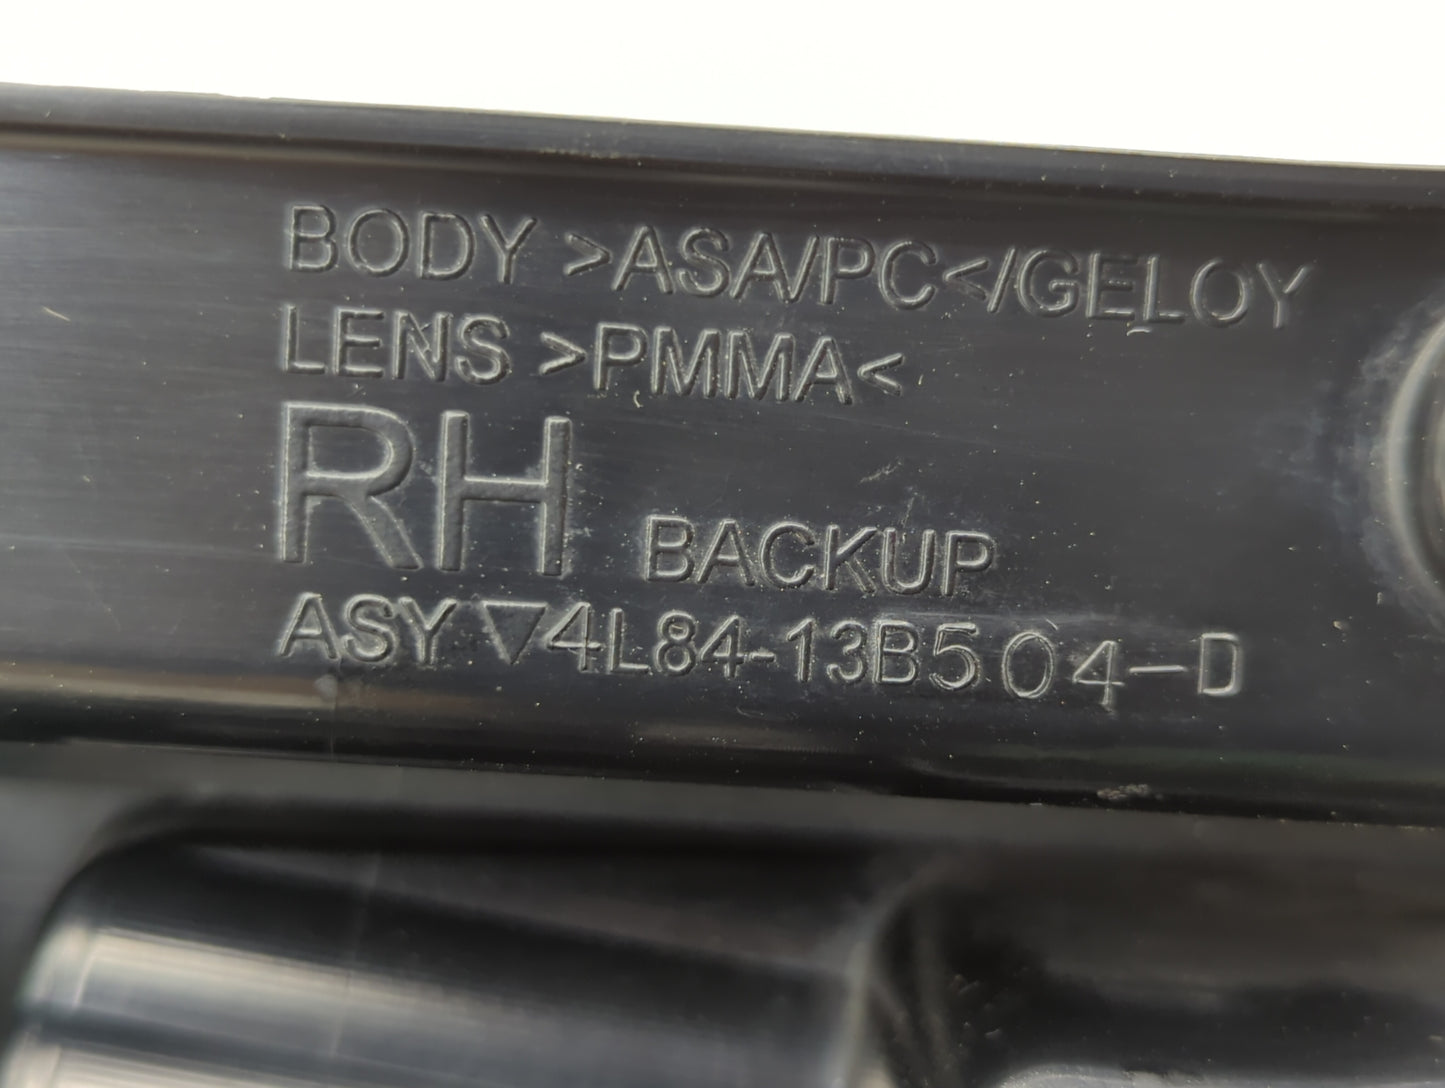 BODY >ASA/PC</GELOY
LENS >PMMA<
RH BACKUP
ASY ▽4L84-13B504-D